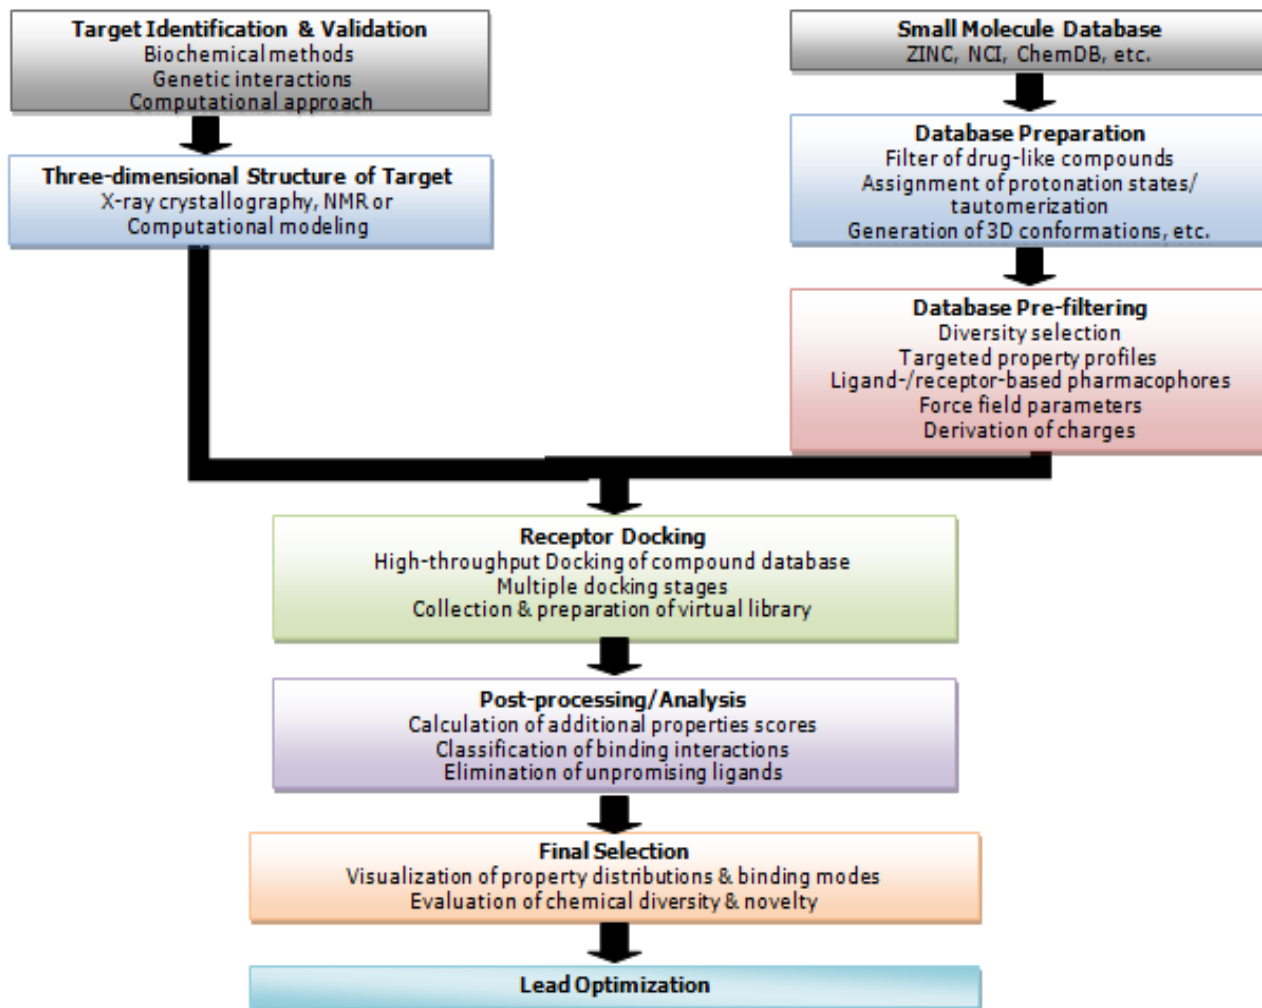 Target Identification & Validation
Biochemical methods
Genetic interactions
Computational approach
Three-dimensional Structure of Target
X-ray crystallography, NMR or
Computational modeling
Small Molecule Database
ZINC, NCI, ChemDB, etc.
Database Preparation
Filter of drug-like compounds
Assignment of protonation states/
tautomerization
Generation of 3D conformations, etc.
Database Pre-filtering
Diversity selection
Targeted property profiles
Ligand-/receptor-based pharmacophores
Force field parameters
Derivation of charges
Receptor Docking
High-throughput Docking of compound database
Multiple docking stages
Collection & preparation of virtual library
Post-processing/Analysis
Calculation of additional properties scores
Classification of binding interactions
Elimination of unpromising ligands
Final Selection
Visualization of property distributions & binding modes
Evaluation of chemical diversity & novelty
Lead Optimization